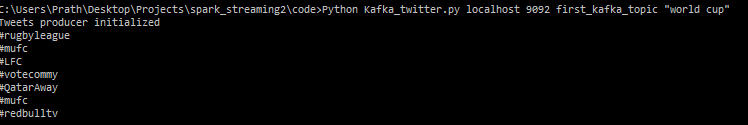 C:\Users\Prath\Desktop\Projects\spark_streaming2\code>Python Kafka_twitter.py localhost 9092 first_kafka_topic "world cup"
Tweets producer initialized
#rugbyleague
#mufc
#LFC
#votecommy
#QatarAway
#mufc
#redbulltv